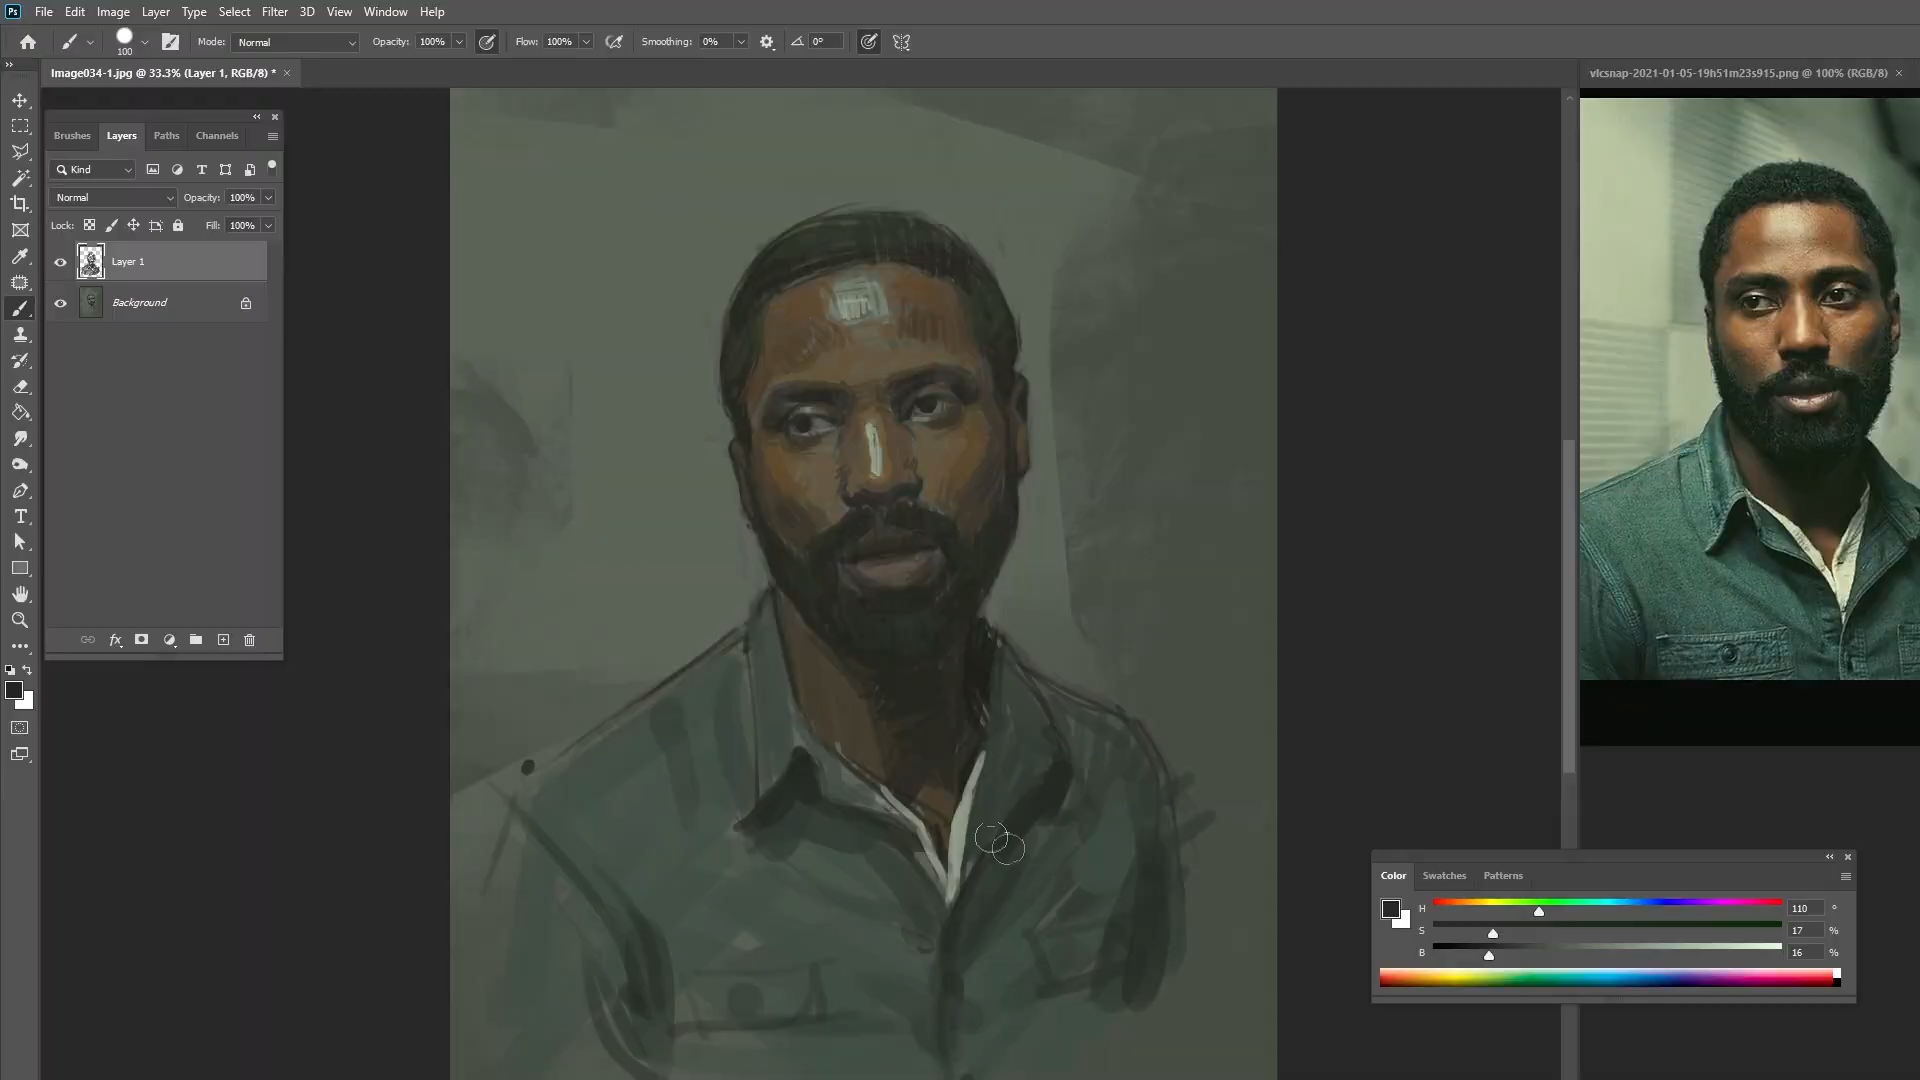 Ps File Edit Image Layer Type Select Filter 3D View Window Help
100 Mode: Normal Opacity: 100% Flow: 100% Smoothing: 0% 0°
Image034-1.jpg @ 33.3% (Layer 1, RGB/8) *
vlcsnap-2021-01-05-19h51m23s915.png @ 100% (RGB/8)
Brushes Layers Paths Channels
Kind
Normal Opacity: 100%
Lock: Fill: 100%
Layer 1
Background
fx
T
Color Swatches Patterns
H 110 °
S 17 %
B 16 %